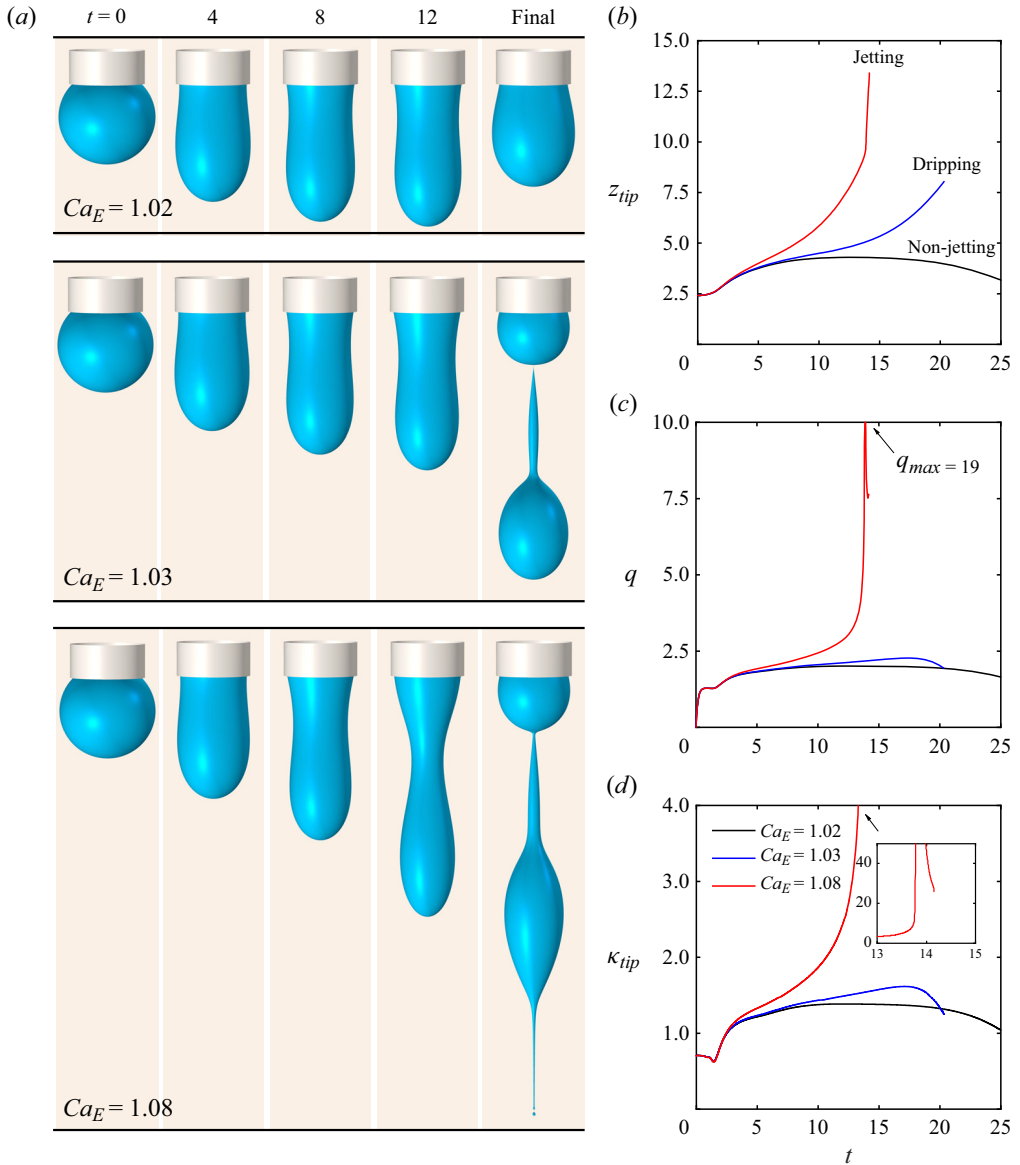 (a) t = 0 4 8 12 Final
Ca_E = 1.02
Ca_E = 1.03
Ca_E = 1.08
(b)
15.0
12.5
10.0
7.5
5.0
2.5
0 5 10 15 20 25
z_tip
Jetting
Dripping
Non-jetting
(c)
10.0
7.5
5.0
2.5
0 5 10 15 20 25
q
q_max = 19
(d)
4.0
3.0
2.0
1.0
0 5 10 15 20 25
κ_tip
t
Ca_E = 1.02
Ca_E = 1.03
Ca_E = 1.08
40
20
0
13 14 15